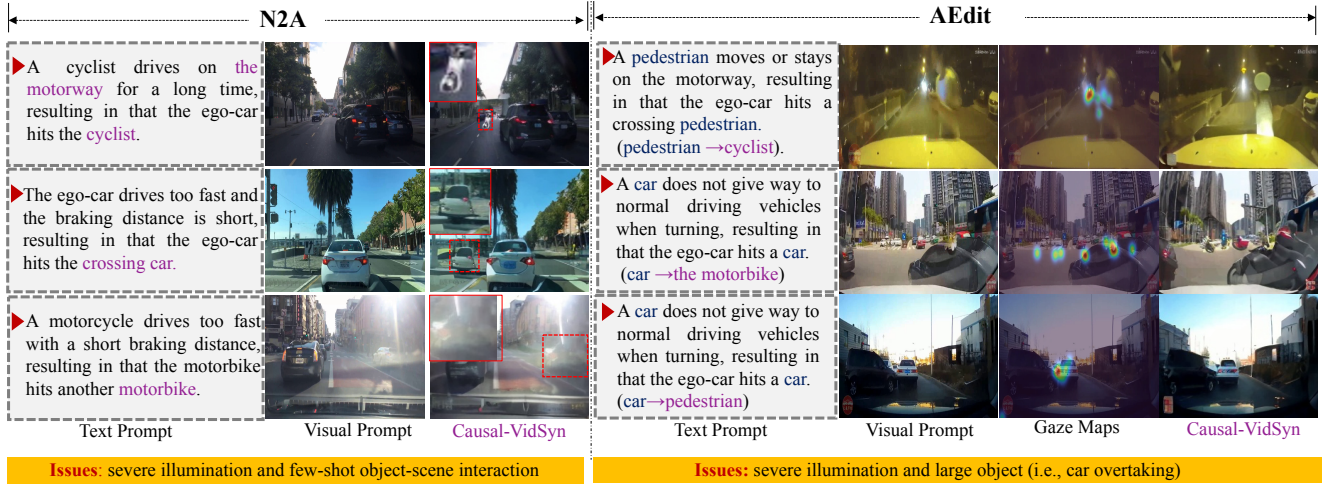 N2A
A cyclist drives on the
motorway for a long time,
resulting in that the ego-car
hits the cyclist.
The ego-car drives too fast and
the braking distance is short,
resulting in that the ego-car
hits the crossing car.
A motorcycle drives too fast
with a short braking distance,
resulting in that the motorbike
hits another motorbike.
Text Prompt
Visual Prompt
Causal-VidSyn
Issues: severe illumination and few-shot object-scene interaction
AEdit
A pedestrian moves or stays
on the motorway, resulting
in that the ego-car hits a
crossing pedestrian.
(pedestrian →cyclist).
A car does not give way to
normal driving vehicles
when turning, resulting in
that the ego-car hits a car.
(car →the motorbike)
A car does not give way to
normal driving vehicles
when turning, resulting in
that the ego-car hits a car.
(car→pedestrian)
Text Prompt
Visual Prompt
Gaze Maps
Causal-VidSyn
Issues: severe illumination and large object (i.e., car overtaking)